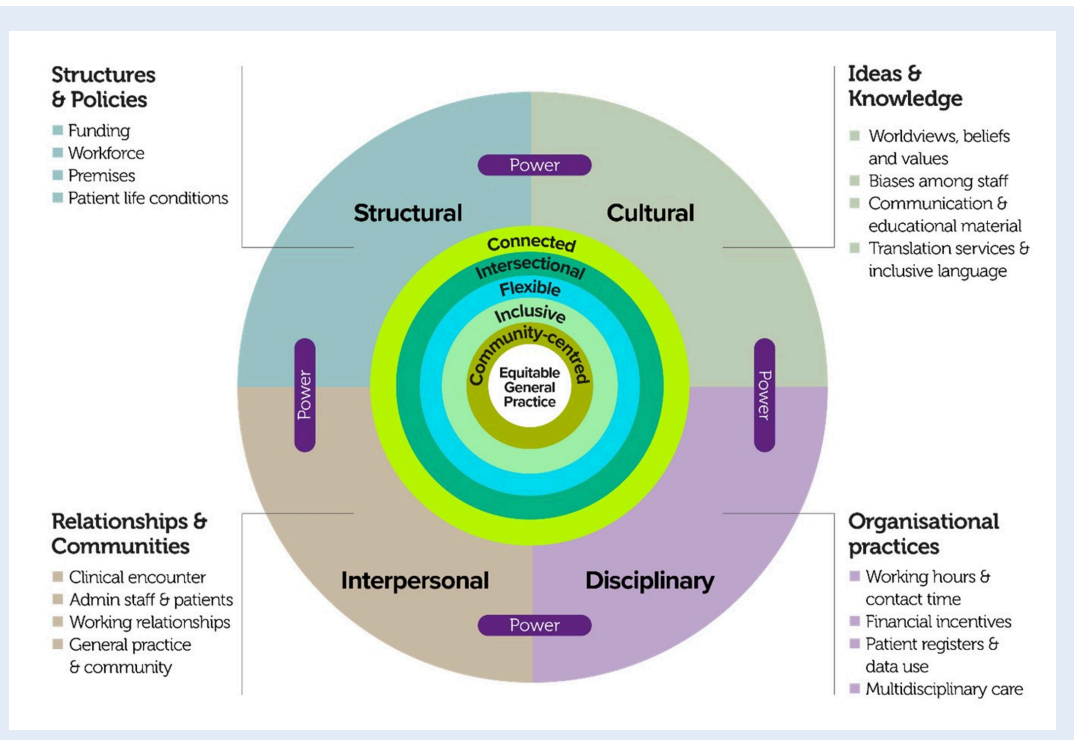 Structures
& Policies
Funding
Workforce
Premises
Patient life conditions
Ideas &
Knowledge
Worldviews, beliefs
and values
Biases among staff
Communication &
educational material
Translation services &
inclusive language
Power
Structural
Cultural
Connected
Intersectional
Flexible
Inclusive
Community-centred
Equitable
General
Practice
Power
Power
Interpersonal
Disciplinary
Power
Relationships &
Communities
Clinical encounter
Admin staff & patients
Working relationships
General practice
& community
Organisational
practices
Working hours &
contact time
Financial incentives
Patient registers &
data use
Multidisciplinary care